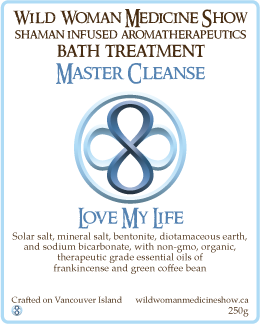 Wild Woman Medicine Show
shaman infused aromatherapeutics
bath treatment
Master Cleanse
Love My Life
Solar salt, mineral salt, bentonite, diotamaceous earth,
and sodium bicarbonate, with non-gmo, organic,
therapeutic grade essential oils of
frankincense and green coffee bean
Crafted on Vancouver Island wildwomanmedicineshow.ca
250g